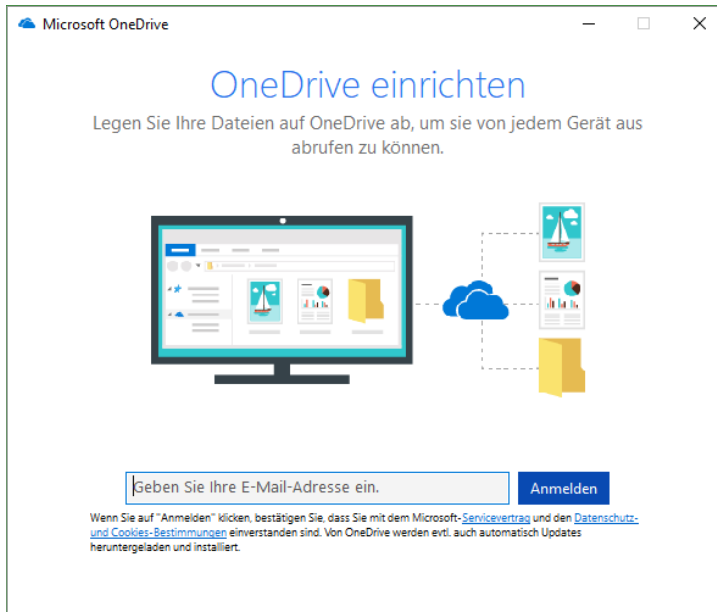 Microsoft OneDrive
OneDrive einrichten
Legen Sie Ihre Dateien auf OneDrive ab, um sie von jedem Gerät aus
abrufen zu können.
Geben Sie Ihre E-Mail-Adresse ein.
Anmelden
Wenn Sie auf "Anmelden" klicken, bestätigen Sie, dass Sie mit dem Microsoft-Servicevertrag und den Datenschutz-
und Cookies-Bestimmungen einverstanden sind. Von OneDrive werden evtl. auch automatisch Updates
heruntergeladen und installiert.